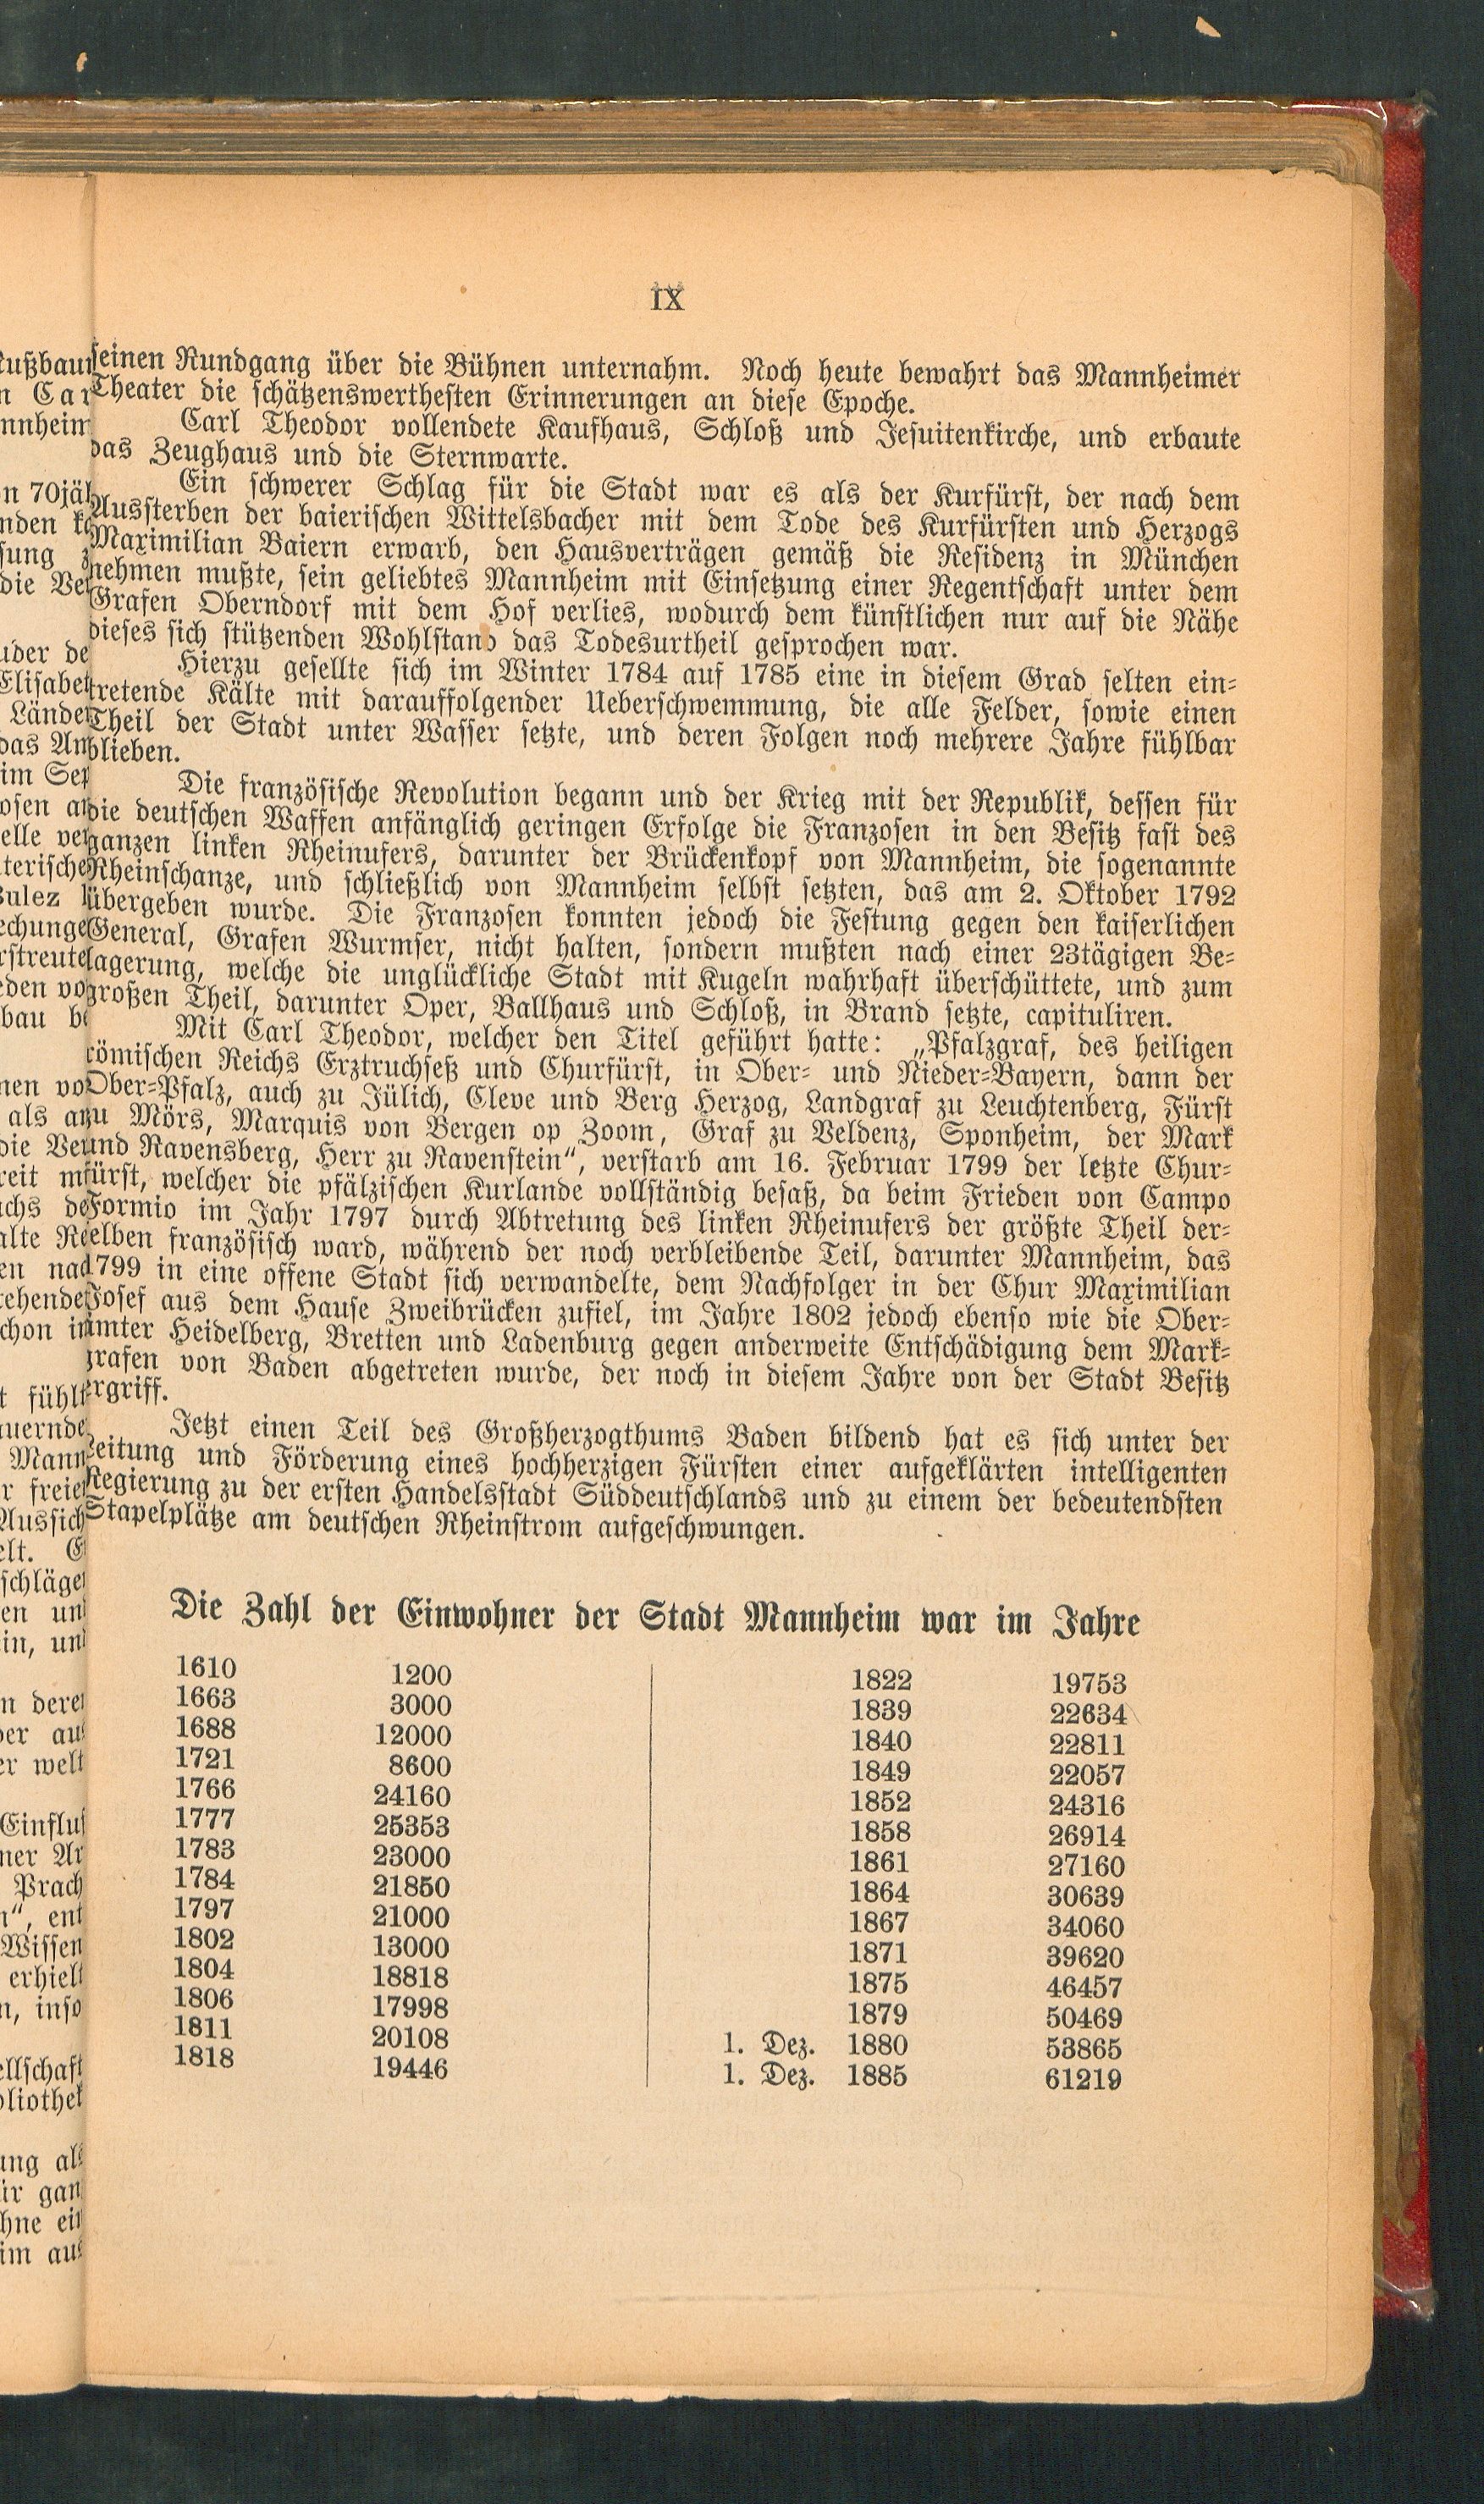 IX
seinen Rundgang über die Bühnen unternahm. Noch heute bewahrt das Mannheimer
Theater die schätzenswerthesten Erinnerungen an diese Epoche.
Carl Theodor vollendete Kaufhaus, Schloß und Jesuitenkirche, und erbaute
das Zeughaus und die Sternwarte.
Ein schwerer Schlag für die Stadt war es als der Kurfürst, der nach dem
Aussterben der baierischen Wittelsbacher mit dem Tode des Kurfürsten und Herzogs
Maximilian Baiern erwarb, den Hausverträgen gemäß die Residenz in München
nehmen mußte, sein geliebtes Mannheim mit Einsetzung einer Regentschaft unter dem
Grafen Oberndorf mit dem Hof verlies, wodurch dem künstlichen nur auf die Nähe
dieses sich stützenden Wohlstand das Todesurtheil gesprochen war.
Hierzu gesellte sich im Winter 1784 auf 1785 eine in diesem Grad selten ein-
tretende Kälte mit darauffolgender Ueberschwemmung, die alle Felder, sowie einen
Theil der Stadt unter Wasser setzte, und deren Folgen noch mehrere Jahre fühlbar
blieben.
Die französische Revolution begann und der Krieg mit der Republik, dessen für
die deutschen Waffen anfänglich geringen Erfolge die Franzosen in den Besitz fast des
ganzen linken Rheinufers, darunter der Brückenkopf von Mannheim, die sogenannte
Rheinschanze, und schließlich von Mannheim selbst setzten, das am 2. Oktober 1792
übergeben wurde. Die Franzosen konnten jedoch die Festung gegen den kaiserlichen
General, Grafen Wurmser, nicht halten, sondern mußten nach einer 23tägigen Be-
lagerung, welche die unglückliche Stadt mit Kugeln wahrhaft überschüttete, und zum
großen Theil, darunter Oper, Ballhaus und Schloß, in Brand setzte, capituliren.
Mit Carl Theodor, welcher den Titel geführt hatte: „Pfalzgraf, des heiligen
römischen Reichs Erztruchseß und Churfürst, in Ober- und Nieder-Bayern, dann der
Ober-Pfalz, auch zu Jülich, Cleve und Berg Herzog, Landgraf zu Leuchtenberg, Fürst
zu Mörs, Marquis von Bergen op Zoom, Graf zu Veldenz, Sponheim, der Mark
und Ravensberg, Herr zu Ravenstein“, verstarb am 16. Februar 1799 der letzte Chur-
fürst, welcher die pfälzischen Kurlande vollständig besaß, da beim Frieden von Campo
Formio im Jahr 1797 durch Abtretung des linken Rheinufers der größte Theil der-
selben französisch ward, während der noch verbleibende Teil, darunter Mannheim, das
1799 in eine offene Stadt sich verwandelte, dem Nachfolger in der Chur Maximilian
Josef aus dem Hause Zweibrücken zufiel, im Jahre 1802 jedoch ebenso wie die Ober-
ämter Heidelberg, Bretten und Ladenburg gegen anderweite Entschädigung dem Mark-
grafen von Baden abgetreten wurde, der noch in diesem Jahre von der Stadt Besitz
ergriff.
Jetzt einen Teil des Großherzogthums Baden bildend hat es sich unter der
Leitung und Förderung eines hochherzigen Fürsten einer aufgeklärten intelligenten
Regierung zu der ersten Handelsstadt Süddeutschlands und zu einem der bedeutendsten
Stapelplätze am deutschen Rheinstrom aufgeschwungen.
Die Zahl der Einwohner der Stadt Mannheim war im Jahre
1610 1200
1663 3000
1688 12000
1721 8600
1766 24160
1777 25353
1783 23000
1784 21850
1797 21000
1802 13000
1804 18818
1806 17998
1811 20108
1818 19446
1822 19753
1839 22634
1840 22811
1849 22057
1852 24316
1858 26914
1861 27160
1864 30639
1867 34060
1871 39620
1875 46457
1879 50469
1. Dez. 1880 53865
1. Dez. 1885 61219